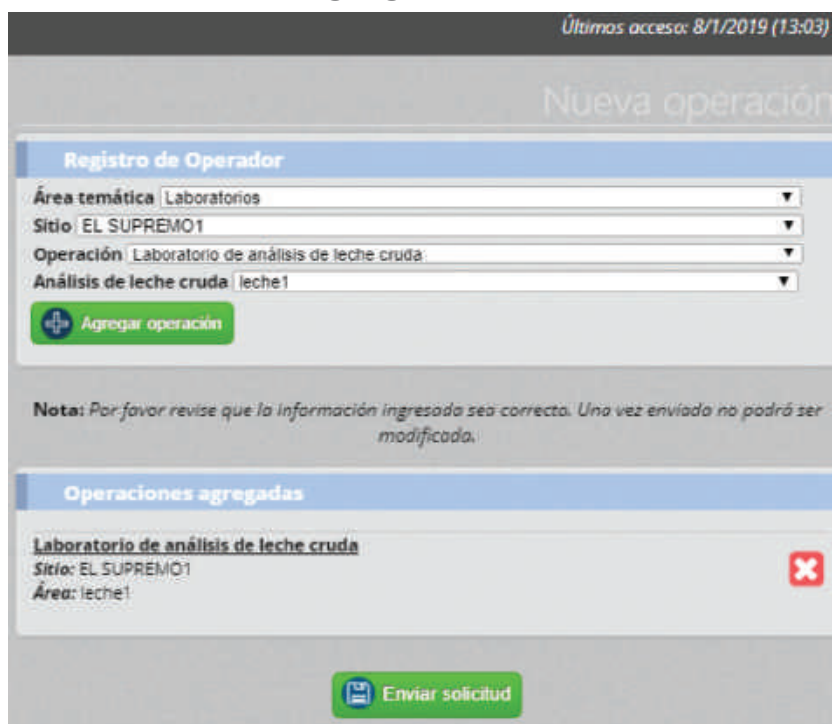 Últimos acceso: 8/1/2019 (13:03)
Nueva operación
Registro de Operador
Área temática Laboratorios
Sitio EL SUPREMO1
Operación Laboratorio de análisis de leche cruda
Análisis de leche cruda leche1
Agregar operación
Nota: Por favor revise que la información ingresada sea correcta. Una vez enviada no podrá ser
modificada.
Operaciones agregadas
Laboratorio de análisis de leche cruda
Sitio: EL SUPREMO1
Área: leche1
Enviar solicitud